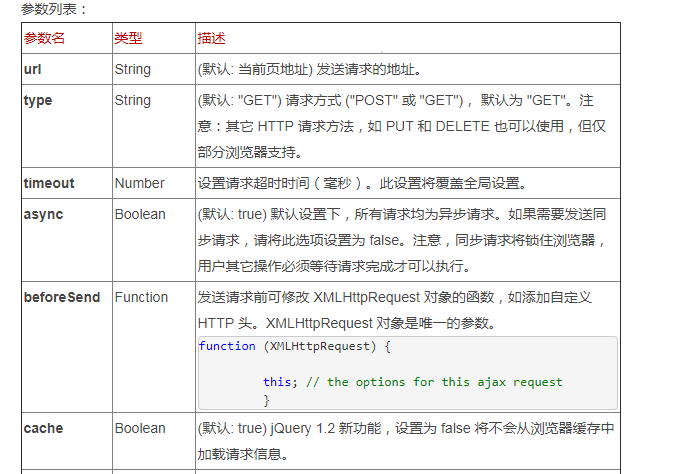 参数列表：
参数名 类型 描述
url String (默认: 当前页地址) 发送请求的地址。
type String (默认: "GET") 请求方式 ("POST" 或 "GET")， 默认为 "GET"。注
意：其它 HTTP 请求方法，如 PUT 和 DELETE 也可以使用，但仅
部分浏览器支持。
timeout Number 设置请求超时时间（毫秒）。此设置将覆盖全局设置。
async Boolean (默认: true) 默认设置下，所有请求均为异步请求。如果需要发送同
步请求，请将此选项设置为 false。注意，同步请求将锁住浏览器，
用户其它操作必须等待请求完成才可以执行。
beforeSend Function 发送请求前可修改 XMLHttpRequest 对象的函数，如添加自定义
HTTP 头。XMLHttpRequest 对象是唯一的参数。
function (XMLHttpRequest) {
this; // the options for this ajax request
}
cache Boolean (默认: true) jQuery 1.2 新功能，设置为 false 将不会从浏览器缓存中
加载请求信息。